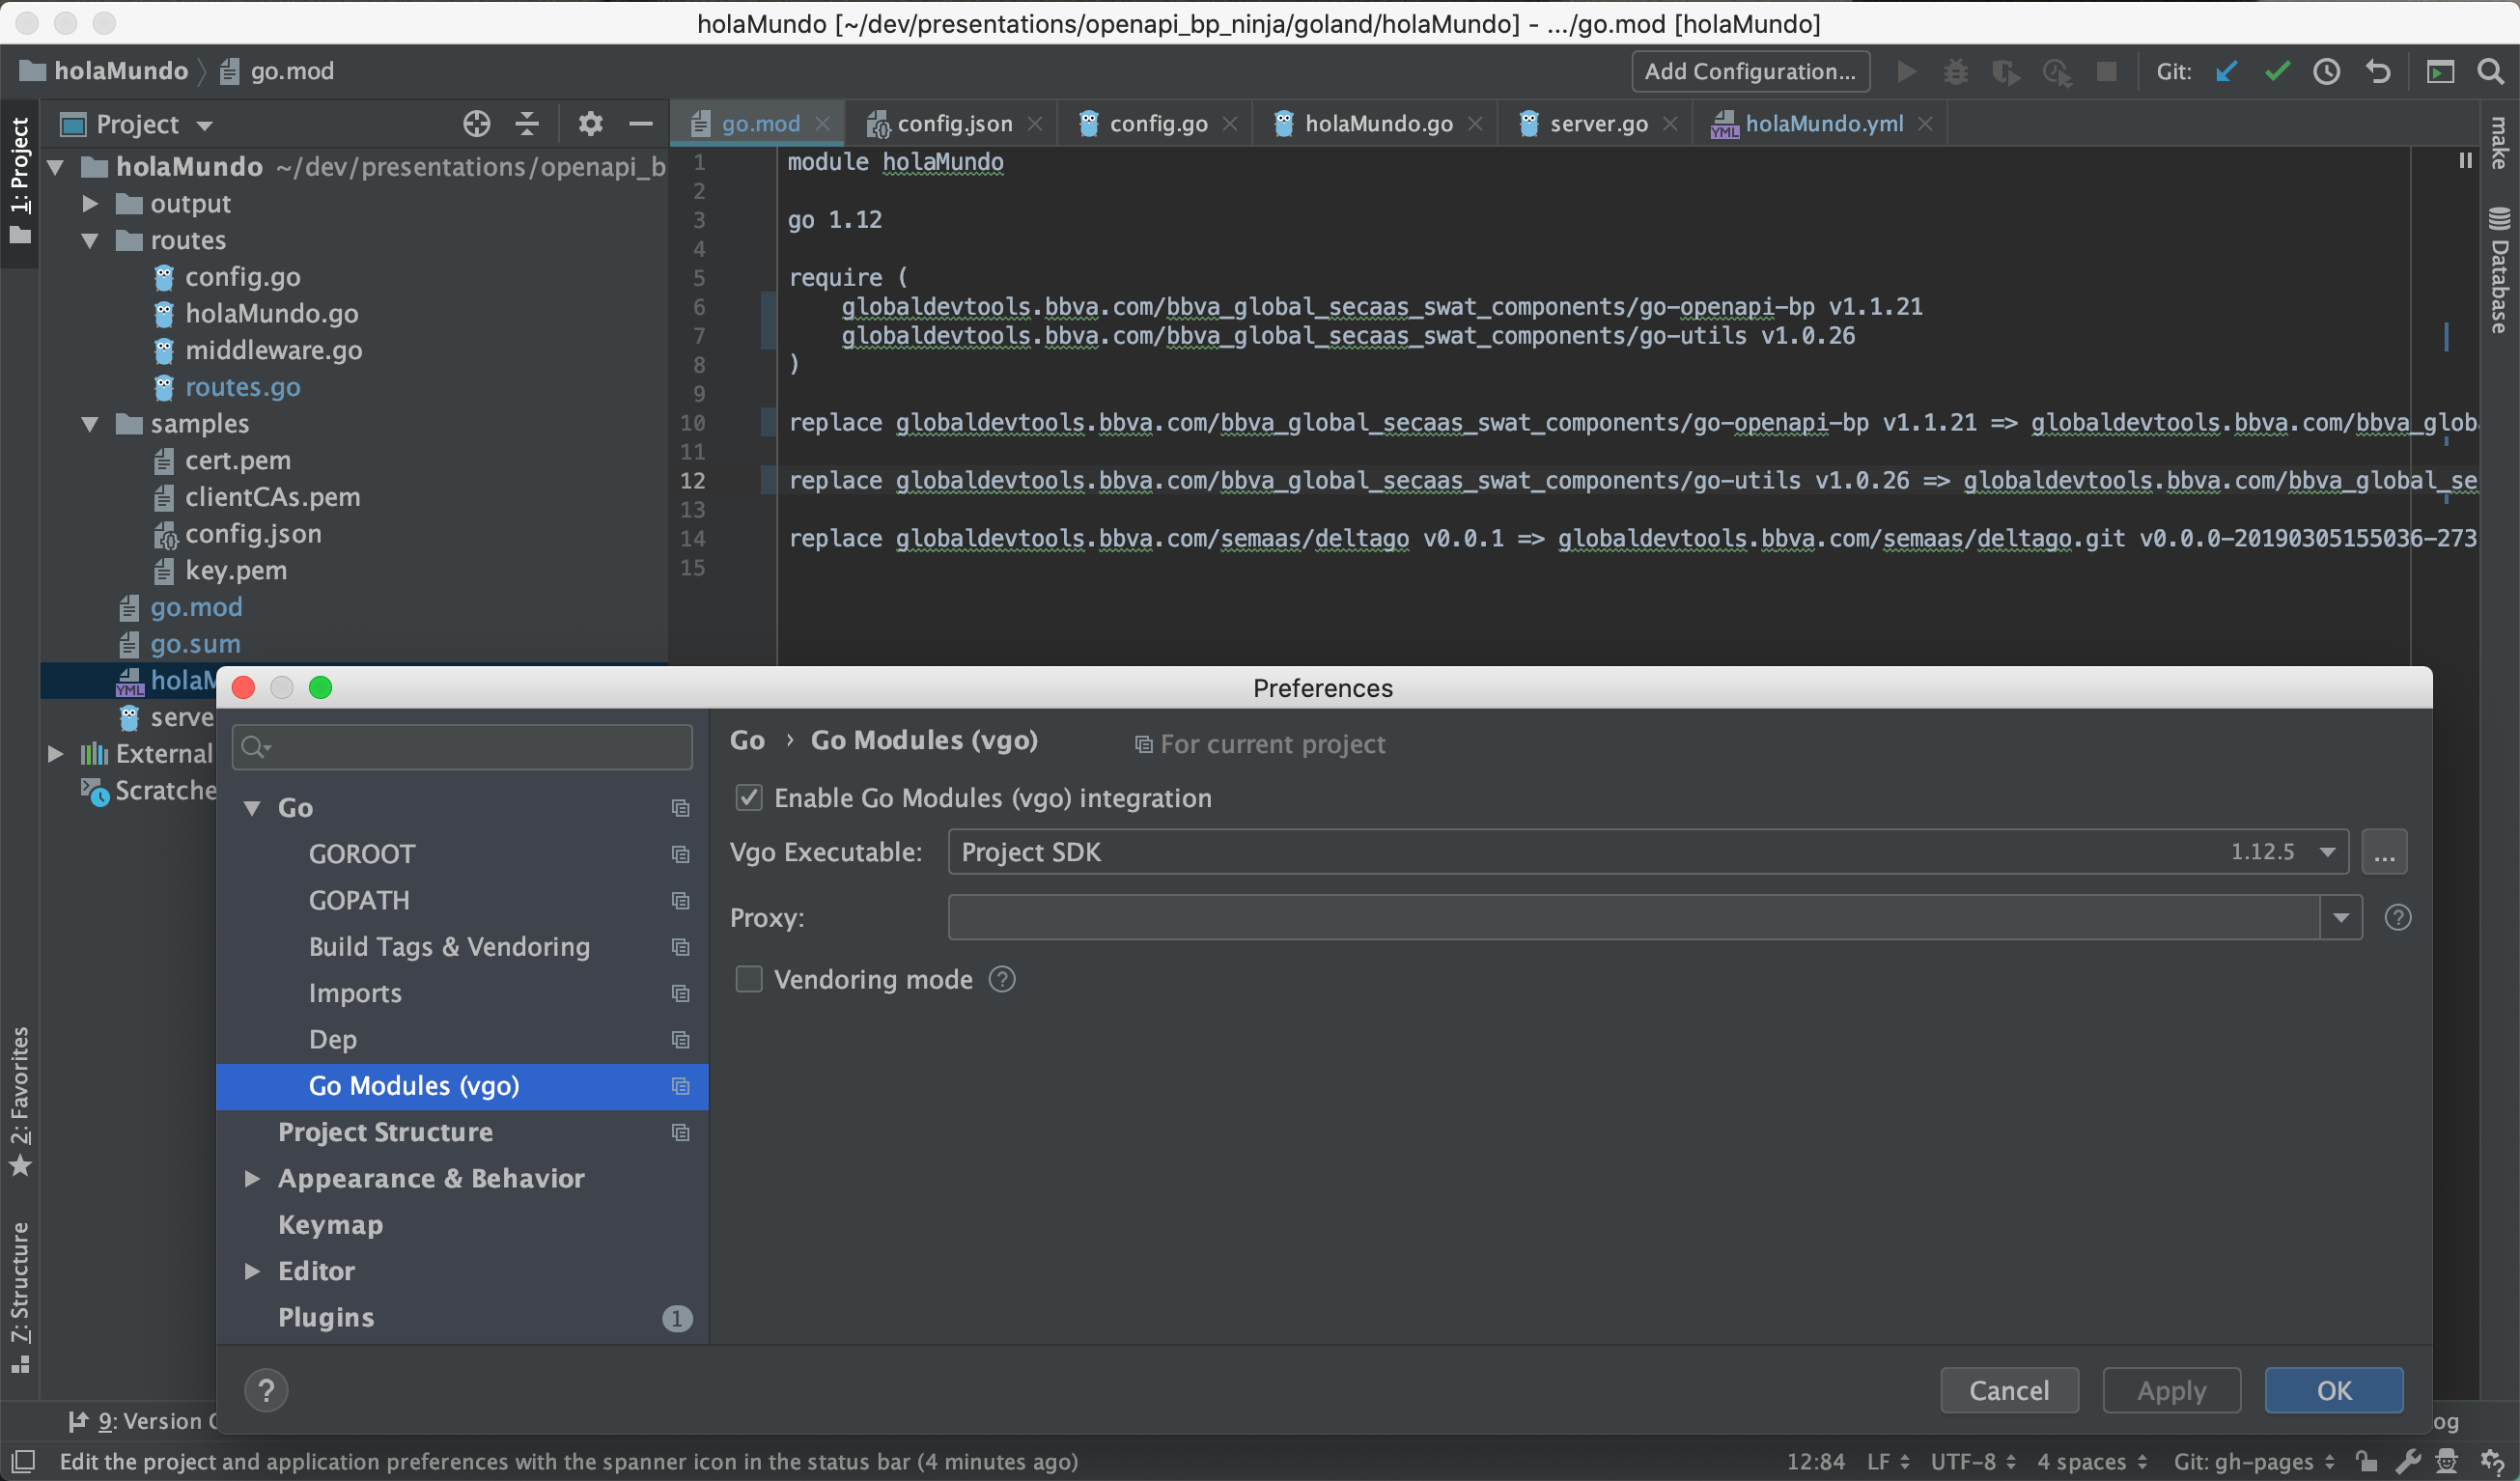 holaMundo [~/dev/presentations/openapi_bp_ninja/goland/holaMundo] - .../go.mod [holaMundo]
holaMundo go.mod Add Configuration... Git:
1: Project
Project
go.mod config.json config.go holaMundo.go server.go holaMundo.yml
make
Database
holaMundo ~/dev/presentations/openapi_b
output
routes
config.go
holaMundo.go
middleware.go
routes.go
samples
cert.pem
clientCAs.pem
config.json
key.pem
go.mod
go.sum
holaM
serve
External
Scratche
1 module holaMundo
2
3 go 1.12
4
5 require (
6 globaldevtools.bbva.com/bbva_global_secaas_swat_components/go-openapi-bp v1.1.21
7 globaldevtools.bbva.com/bbva_global_secaas_swat_components/go-utils v1.0.26
8 )
9
10 replace globaldevtools.bbva.com/bbva_global_secaas_swat_components/go-openapi-bp v1.1.21 => globaldevtools.bbva.com/bbva_glob
11
12 replace globaldevtools.bbva.com/bbva_global_secaas_swat_components/go-utils v1.0.26 => globaldevtools.bbva.com/bbva_global_se
13
14 replace globaldevtools.bbva.com/semaas/deltago v0.0.1 => globaldevtools.bbva.com/semaas/deltago.git v0.0.0-20190305155036-273
15
Preferences
Go
GOROOT
GOPATH
Build Tags & Vendoring
Imports
Dep
Go Modules (vgo)
Project Structure
Appearance & Behavior
Keymap
Editor
Plugins 1
Go › Go Modules (vgo) For current project
Enable Go Modules (vgo) integration
Vgo Executable: Project SDK 1.12.5 ...
Proxy: ?
Vendoring mode ?
? Cancel Apply OK
2: Favorites
7: Structure
9: Version C
og
Edit the project and application preferences with the spanner icon in the status bar (4 minutes ago) 12:84 LF UTF-8 4 spaces Git: gh-pages